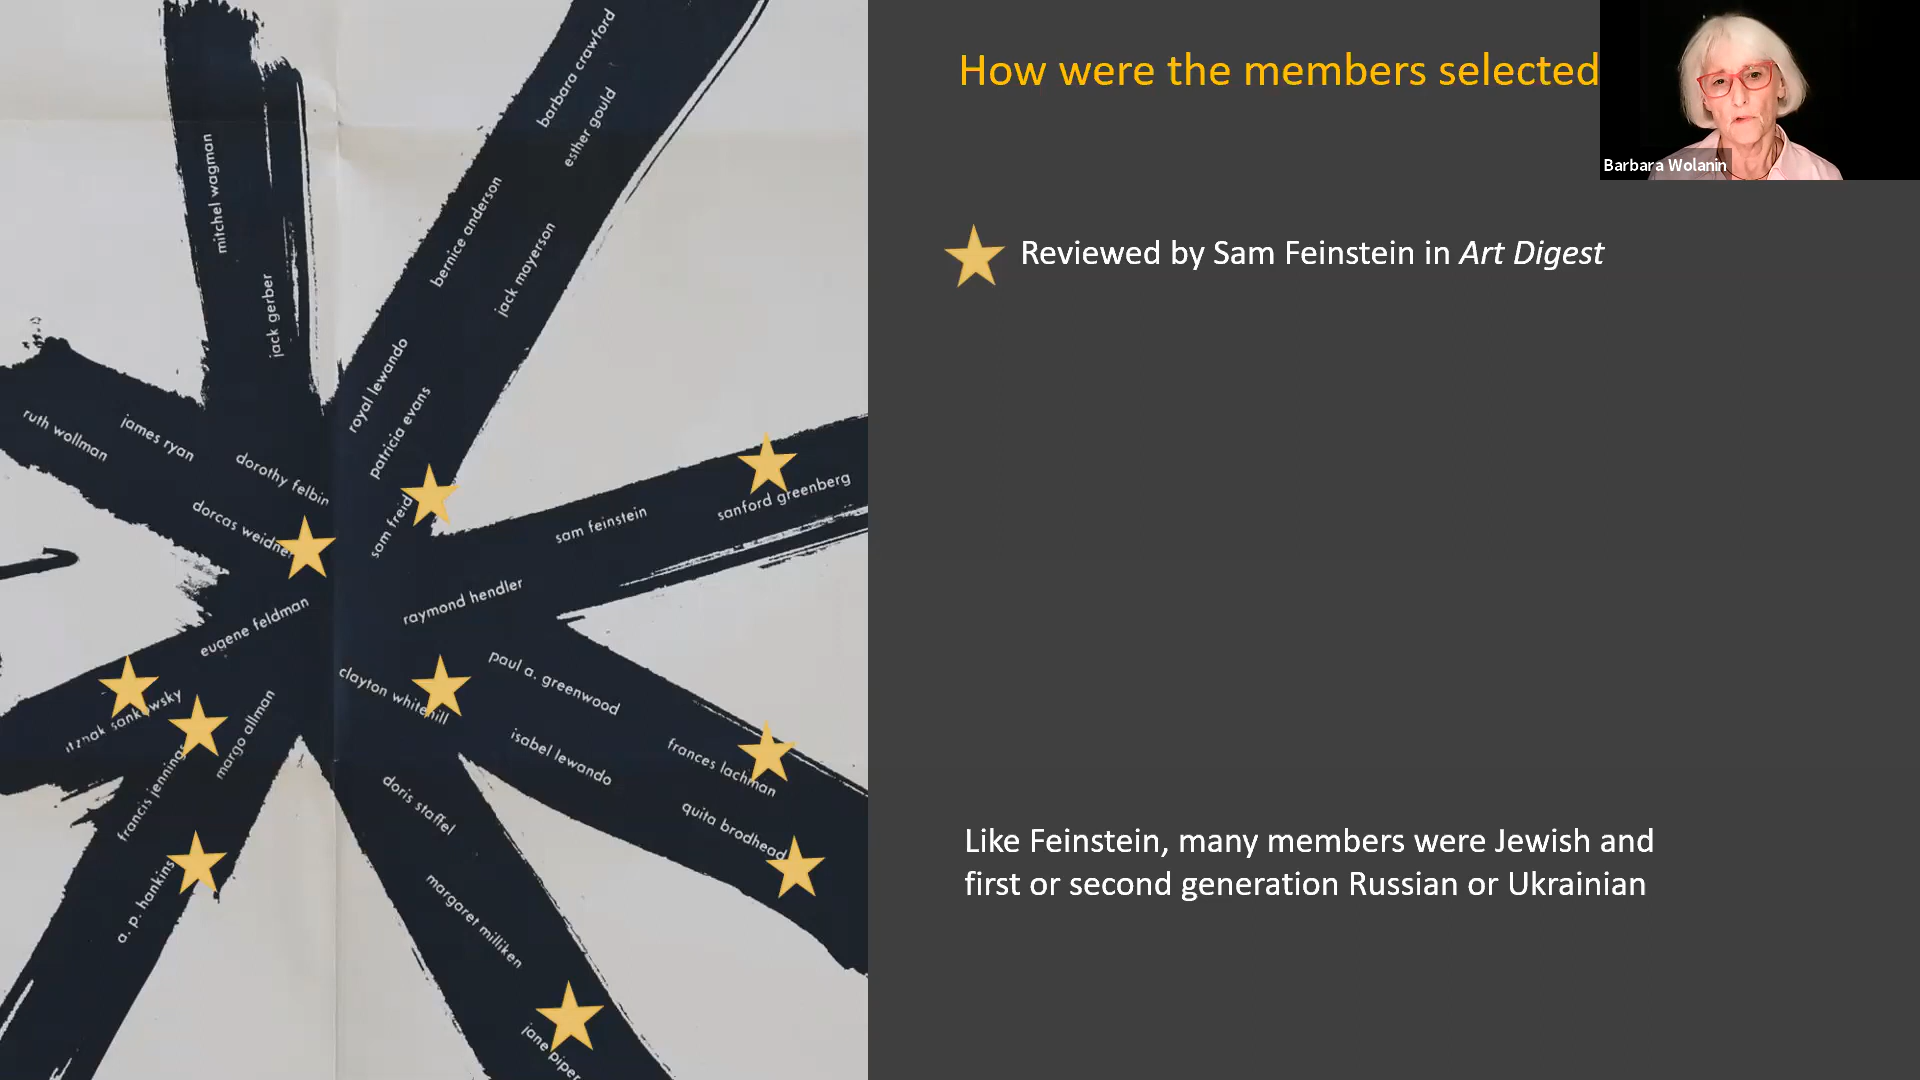 How were the members selected
Barbara Wolanin
Reviewed by Sam Feinstein in Art Digest
Like Feinstein, many members were Jewish and
first or second generation Russian or Ukrainian
barbara crawford
esther gould
mitchel wagman
bernice anderson
jack mayerson
jack gerber
royal lewando
patricia evans
ruth wollman
james ryan
dorothy felbin
dorcas weidner
sam freid
sam feinstein
sanford greenberg
raymond hendler
eugene feldman
paul a. greenwood
clayton whitehill
itznak sankowsky
margo allman
francis jennings
isabel lewando
frances lachman
doris staffel
quita brodhead
a. p. hankins
margaret milliken
jane piper